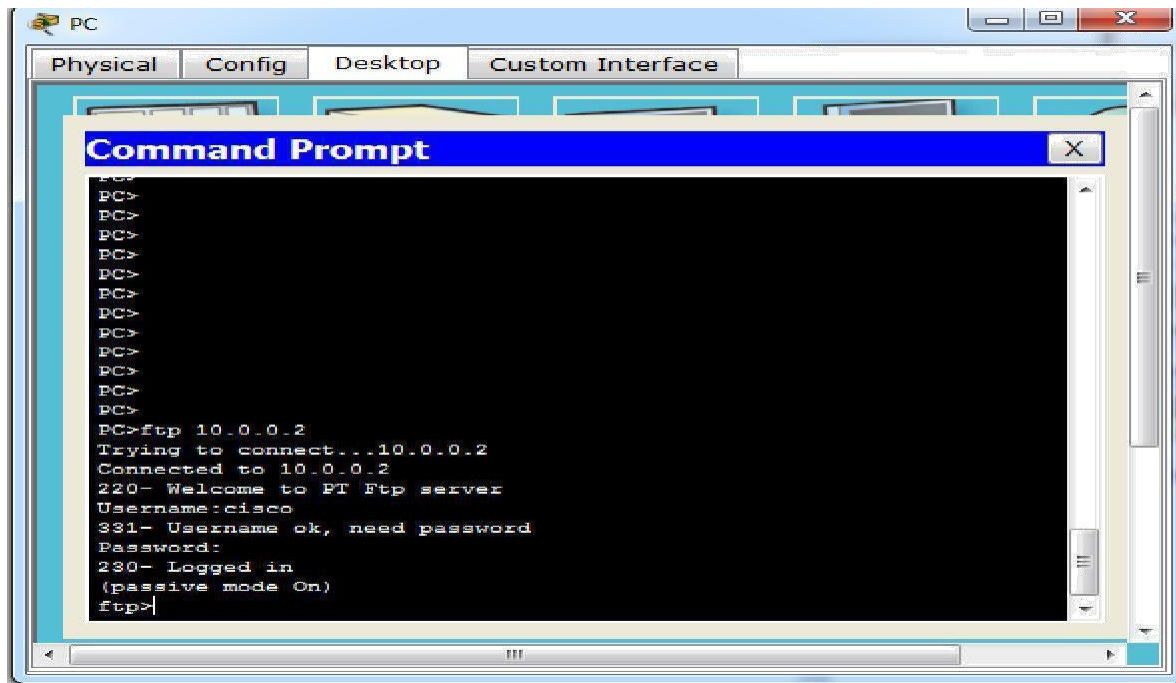 PC
Physical Config Desktop Custom Interface
Command Prompt
X
PC>
PC>
PC>
PC>
PC>
PC>
PC>
PC>
PC>
PC>
PC>
PC>
PC>
PC>ftp 10.0.0.2
Trying to connect...10.0.0.2
Connected to 10.0.0.2
220- Welcome to PT Ftp server
Username:cisco
331- Username ok, need password
Password:
230- Logged in
(passive mode On)
ftp>